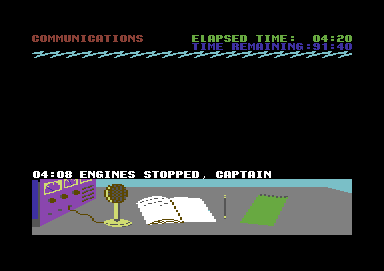 COMMUNICATIONS ELAPSED TIME: 04:20
TIME REMAINING:91:40
04:08 ENGINES STOPPED, CAPTAIN